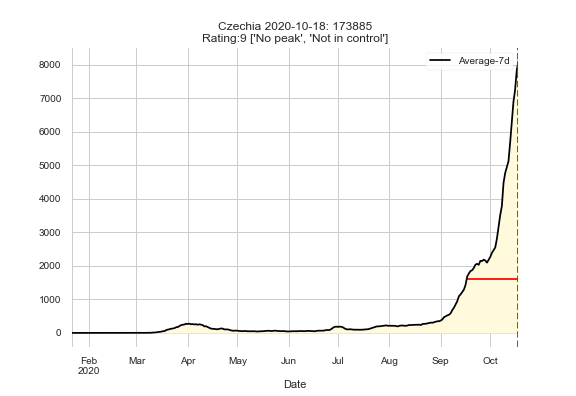 Czechia 2020-10-18: 173885
Rating:9 ['No peak', 'Not in control']
Average-7d
8000
7000
6000
5000
4000
3000
2000
1000
0
Feb Mar Apr May Jun Jul Aug Sep Oct
2020
Date